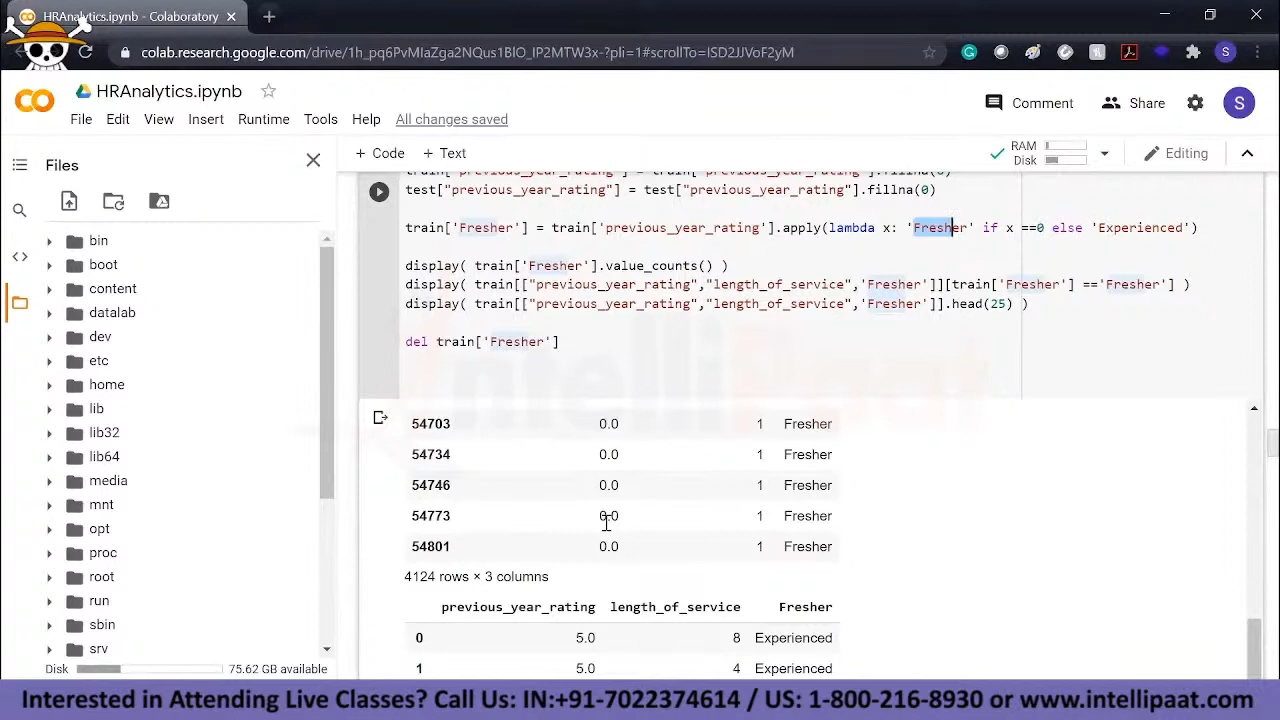 HRAnalytics.ipynb - Colaboratory
colab.research.google.com/drive/1h_pq6PvMIaZga2NQuu1BIO_IP2MTW3x-?pli=1#scrollTo=ISD2lJVoF2yM
HRAnalytics.ipynb
File Edit View Insert Runtime Tools Help All changes saved
Comment Share S
Files
+ Code + Text
RAM
Disk
Editing
train["previous_year_rating"] = train["previous_year_rating"].fillna(0)
test["previous_year_rating"] = test["previous_year_rating"].fillna(0)
train['Fresher'] = train['previous_year_rating'].apply(lambda x: 'Fresher' if x ==0 else 'Experienced')
display( train['Fresher'].value_counts() )
display( train[["previous_year_rating","length_of_service",'Fresher']][train['Fresher'] =='Fresher'] )
display( train[["previous_year_rating","length_of_service",'Fresher']].head(25) )
del train['Fresher']
bin
boot
content
datalab
dev
etc
home
lib
lib32
lib64
media
mnt
opt
proc
root
run
sbin
srv
Disk 75.62 GB available
54703 0.0 1 Fresher
54734 0.0 1 Fresher
54746 0.0 1 Fresher
54773 0.0 1 Fresher
54801 0.0 1 Fresher
4124 rows × 3 columns
previous_year_rating length_of_service Fresher
0 5.0 8 Experienced
1 5.0 4 Experienced
Interested in Attending Live Classes? Call Us: IN:+91-7022374614 / US: 1-800-216-8930 or www.intellipaat.com